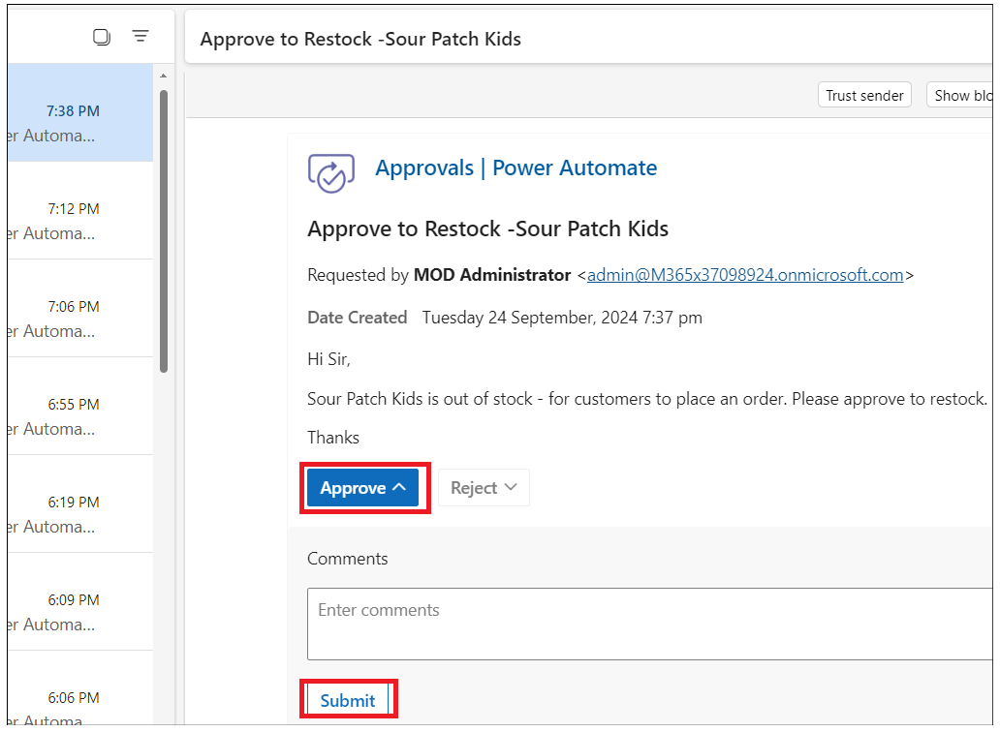 Approve to Restock -Sour Patch Kids
7:38 PM
er Automa...
7:12 PM
er Automa...
7:06 PM
er Automa...
6:55 PM
er Automa...
6:19 PM
er Automa...
6:09 PM
er Automa...
6:06 PM
er Automa...
Trust sender
Show blo
Approvals | Power Automate
Approve to Restock -Sour Patch Kids
Requested by MOD Administrator <admin@M365x37098924.onmicrosoft.com>
Date Created Tuesday 24 September, 2024 7:37 pm
Hi Sir,
Sour Patch Kids is out of stock - for customers to place an order. Please approve to restock.
Thanks
Approve Reject
Comments
Enter comments
Submit